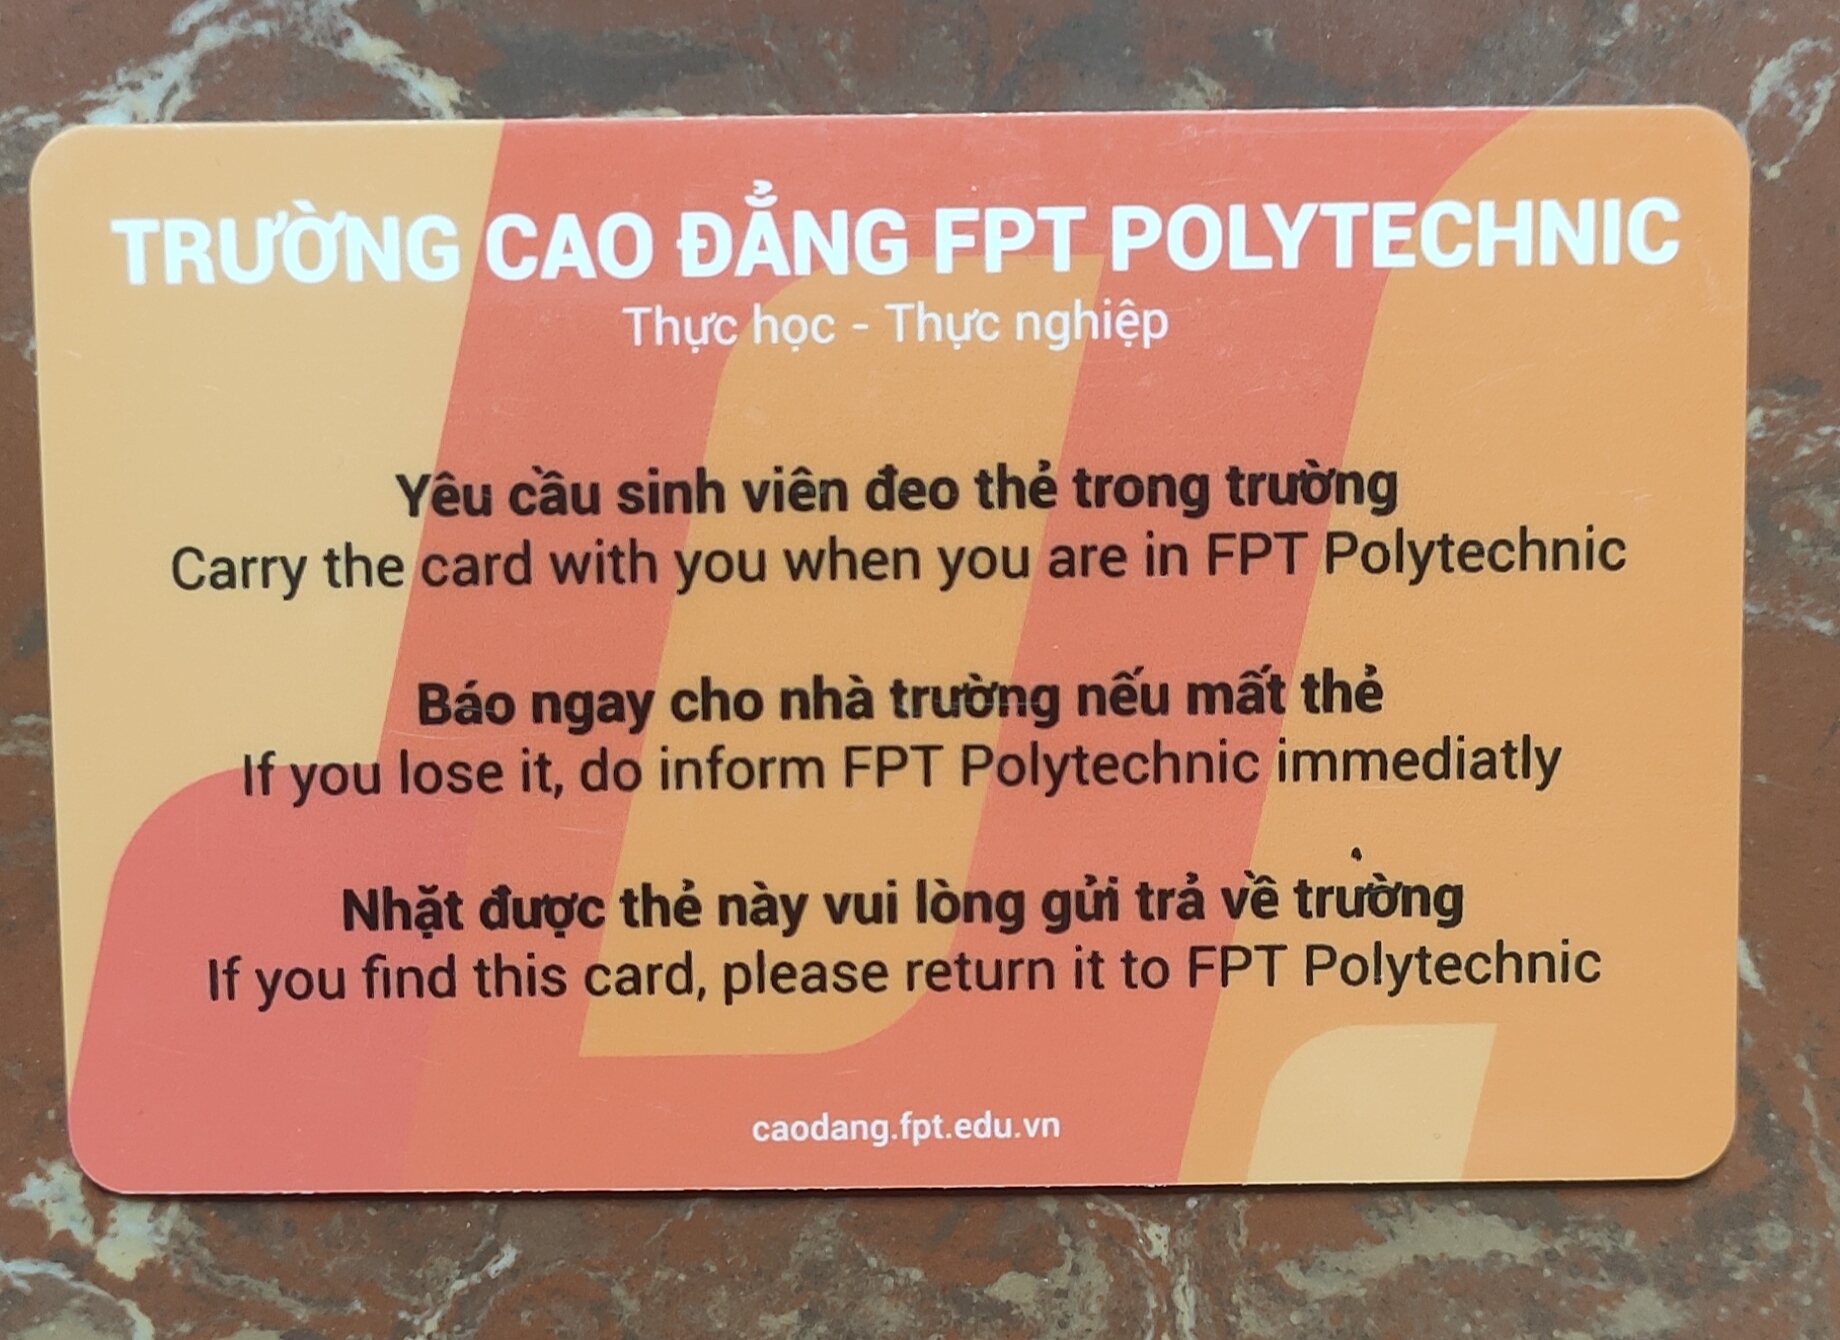 TRƯỜNG CAO ĐẲNG FPT POLYTECHNIC
Thực học - Thực nghiệp
Yêu cầu sinh viên đeo thẻ trong trường
Carry the card with you when you are in FPT Polytechnic
Báo ngay cho nhà trường nếu mất thẻ
If you lose it, do inform FPT Polytechnic immediatly
Nhặt được thẻ này vui lòng gửi trả về trường
If you find this card, please return it to FPT Polytechnic
caodang.fpt.edu.vn